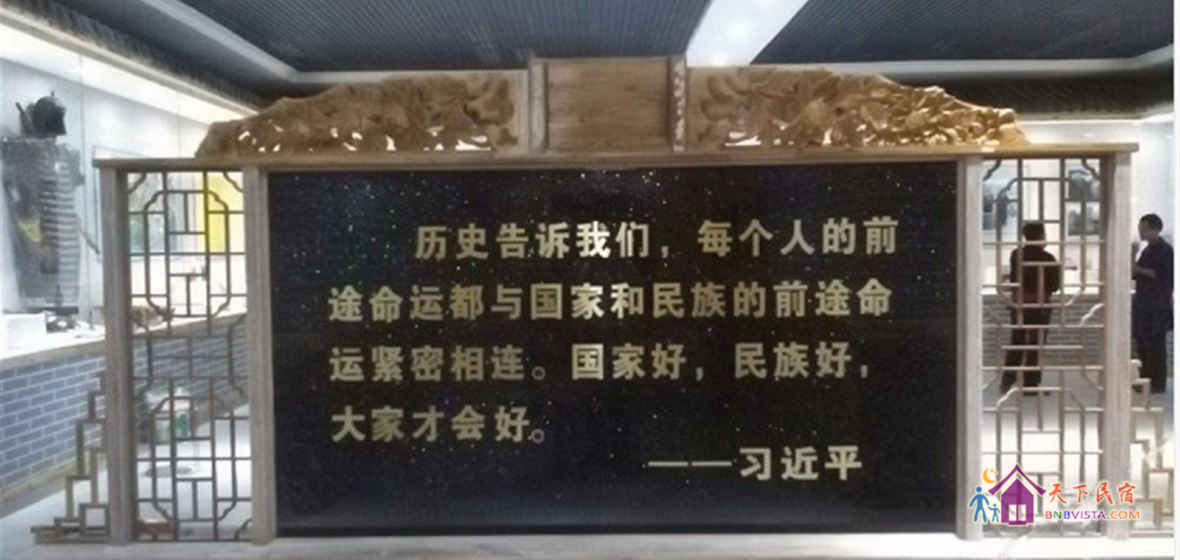 历史告诉我们，每个人的前
途命运都与国家和民族的前途命
运紧密相连。国家好，民族好，
大家才会好。
——习近平
天下民宿
BNBVISTA.COM